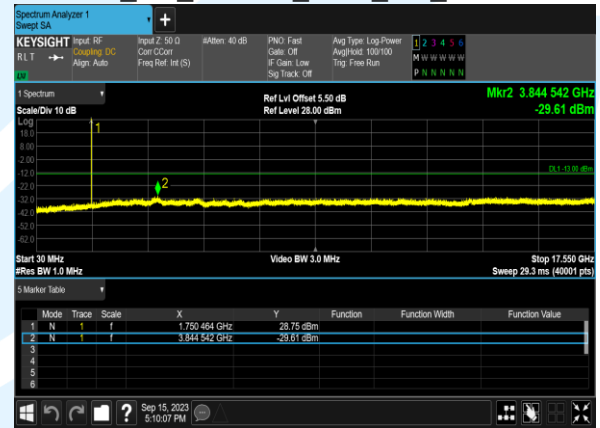 Spectrum Analyzer 1
Swept SA
+
KEYSIGHT Input: RF Input Z: 50 Ω #Atten: 40 dB PNO: Fast Avg Type: Log-Power 1 2 3 4 5 6
RLT Coupling: DC Corr CCorr Gate: Off Avg|Hold: 100/100 M W W W W W
Align: Auto Freq Ref: Int (S) IF Gain: Low Trig: Free Run
Sig Track: Off P N N N N N
LV
1 Spectrum Ref Lvl Offset 5.50 dB Mkr2 3.844 542 GHz
Scale/Div 10 dB Ref Level 28.00 dBm -29.61 dBm
Log
1
18.0
8.00
-2.00
-12.0 DL1 -13.00 dBm
-22.0 2
-32.0
-42.0
-52.0
-62.0
Start 30 MHz Video BW 3.0 MHz Stop 17.550 GHz
#Res BW 1.0 MHz Sweep 29.3 ms (40001 pts)
5 Marker Table
Mode Trace Scale X Y Function Function Width Function Value
1 N 1 f 1.750 464 GHz 28.75 dBm
2 N 1 f 3.844 542 GHz -29.61 dBm
3
4
5
6
? Sep 15, 2023
5:10:07 PM